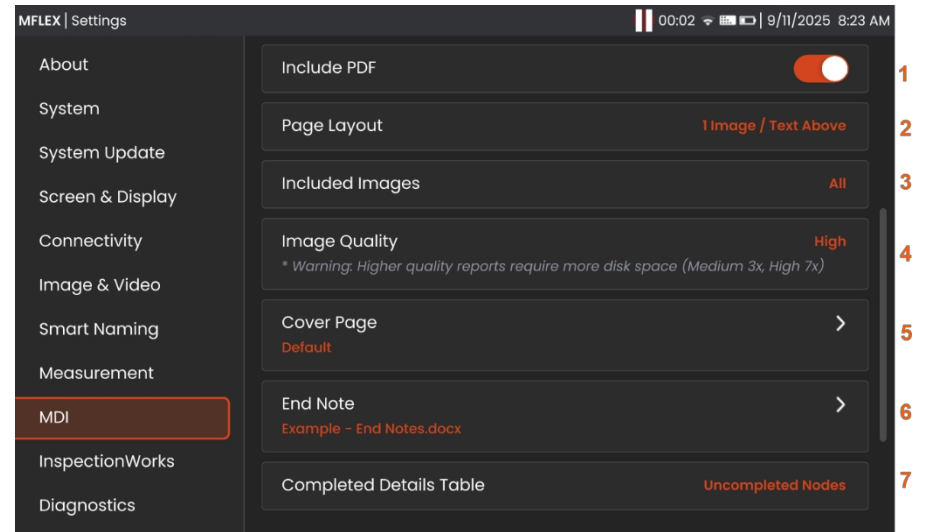 MFLEX | Settings
00:02
9/11/2025 8:23 AM
About
System
System Update
Screen & Display
Connectivity
Image & Video
Smart Naming
Measurement
MDI
InspectionWorks
Diagnostics
Include PDF
1
Page Layout
1 Image / Text Above
2
Included Images
All
3
Image Quality
High
* Warning: Higher quality reports require more disk space (Medium 3x, High 7x)
4
Cover Page
Default
5
End Note
Example - End Notes.docx
6
Completed Details Table
Uncompleted Nodes
7